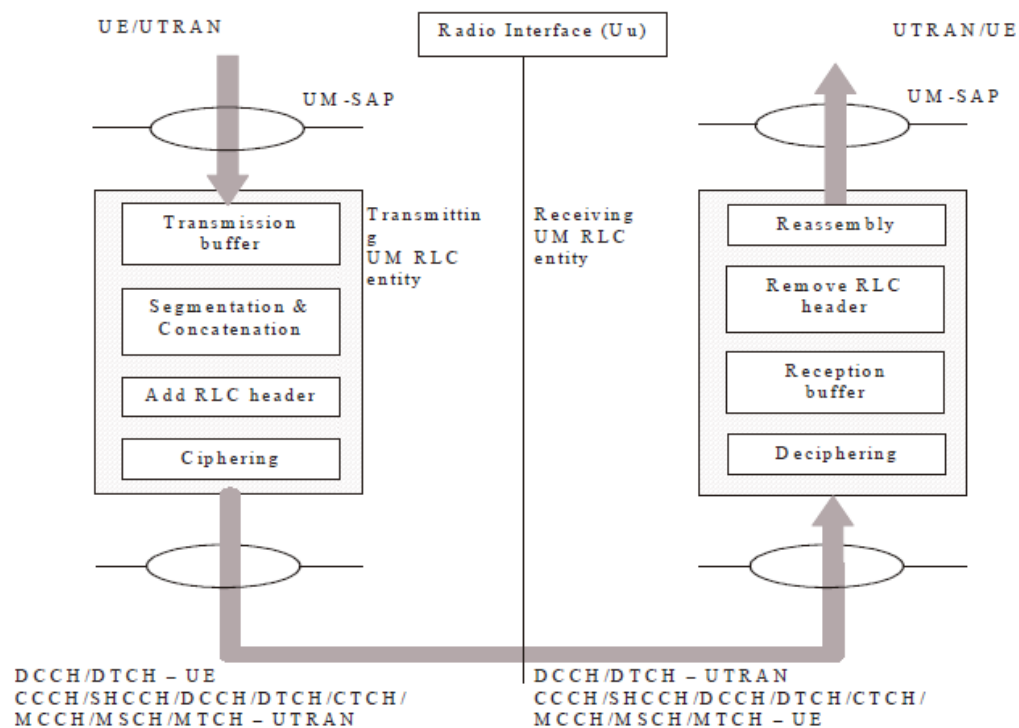 UE/UTRAN
Radio Interface (Uu)
UTRAN/UE
UM-SAP
UM-SAP
Transmission
buffer
Segmentation &
Concatenation
Add RLC header
Ciphering
Transmittin
g
UM RLC
entity
Receiving
UM RLC
entity
Reassembly
Remove RLC
header
Reception
buffer
Deciphering
DCCH/DTCH – UE
CCCH/SHCCH/DCCH/DTCH/CTCH/
MCCH/MSCH/MTCH – UTRAN
DCCH/DTCH – UTRAN
CCCH/SHCCH/DCCH/DTCH/CTCH/
MCCH/MSCH/MTCH – UE